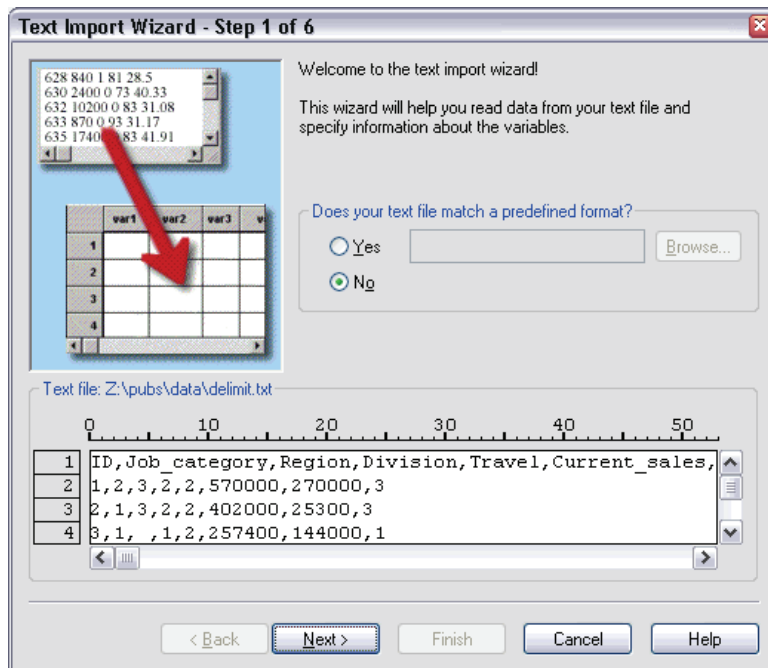 Text Import Wizard - Step 1 of 6
628 840 1 81 28.5
630 2400 0 73 40.33
632 10200 0 83 31.08
633 870 0 93 31.17
635 1740 83 41.91
var1 var2 var3 v
1
2
3
4
Welcome to the text import wizard!
This wizard will help you read data from your text file and
specify information about the variables.
Does your text file match a predefined format?
Yes
Browse...
No
Text file: Z:\pubs\data\delimit.txt
0 10 20 30 40 50
1 ID,Job_category,Region,Division,Travel,Current_sales,
2 1,2,3,2,2,570000,270000,3
3 2,1,3,2,2,402000,25300,3
4 3,1, ,1,2,257400,144000,1
< Back Next > Finish Cancel Help